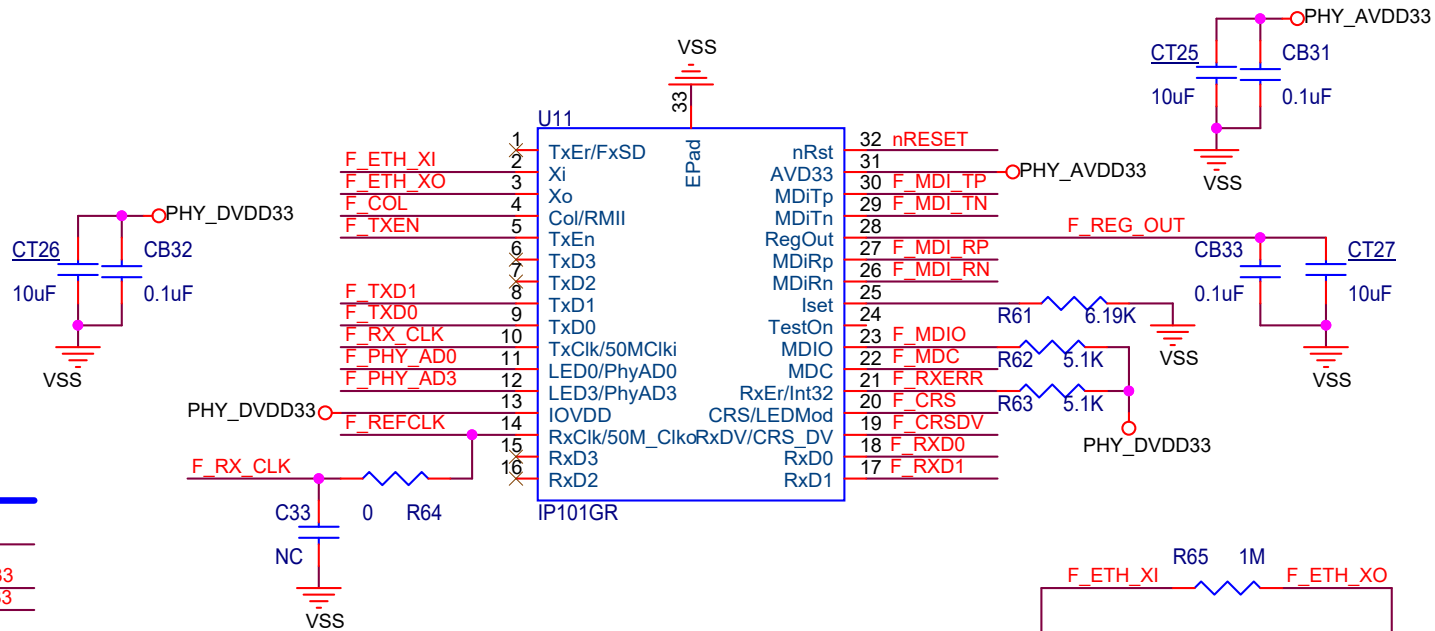 PHY_AVDD33
CT25
CB31
10uF
0.1uF
VSS
VSS
33
U11
EPad
1
TxEr/FxSD
F_ETH_XI
2
Xi
F_ETH_XO
3
Xo
F_COL
4
Col/RMII
F_TXEN
5
TxEn
6
TxD3
7
TxD2
F_TXD1
8
TxD1
F_TXD0
9
TxD0
F_RX_CLK
10
TxClk/50MClki
F_PHY_AD0
11
LED0/PhyAD0
F_PHY_AD3
12
LED3/PhyAD3
PHY_DVDD33
13
IOVDD
F_REFCLK
14
RxClk/50M_Clko
15
RxD3
16
RxD2
nRst
32
nRESET
AVD33
31
PHY_AVDD33
MDiTp
30
F_MDI_TP
MDiTn
29
F_MDI_TN
RegOut
28
F_REG_OUT
MDiRp
27
F_MDI_RP
MDiRn
26
F_MDI_RN
Iset
25
R61
6.19K
VSS
TestOn
24
MDIO
23
F_MDIO
R62
5.1K
MDC
22
F_MDC
RxEr/Int32
21
F_RXERR
R63
5.1K
PHY_DVDD33
CRS/LEDMod
20
F_CRS
RxDV/CRS_DV
19
F_CRSDV
RxD0
18
F_RXD0
RxD1
17
F_RXD1
IP101GR
PHY_DVDD33
CT26
CB32
10uF
0.1uF
VSS
CB33
CT27
0.1uF
10uF
VSS
F_RX_CLK
C33
0
R64
NC
VSS
R65
1M
F_ETH_XI
F_ETH_XO
33